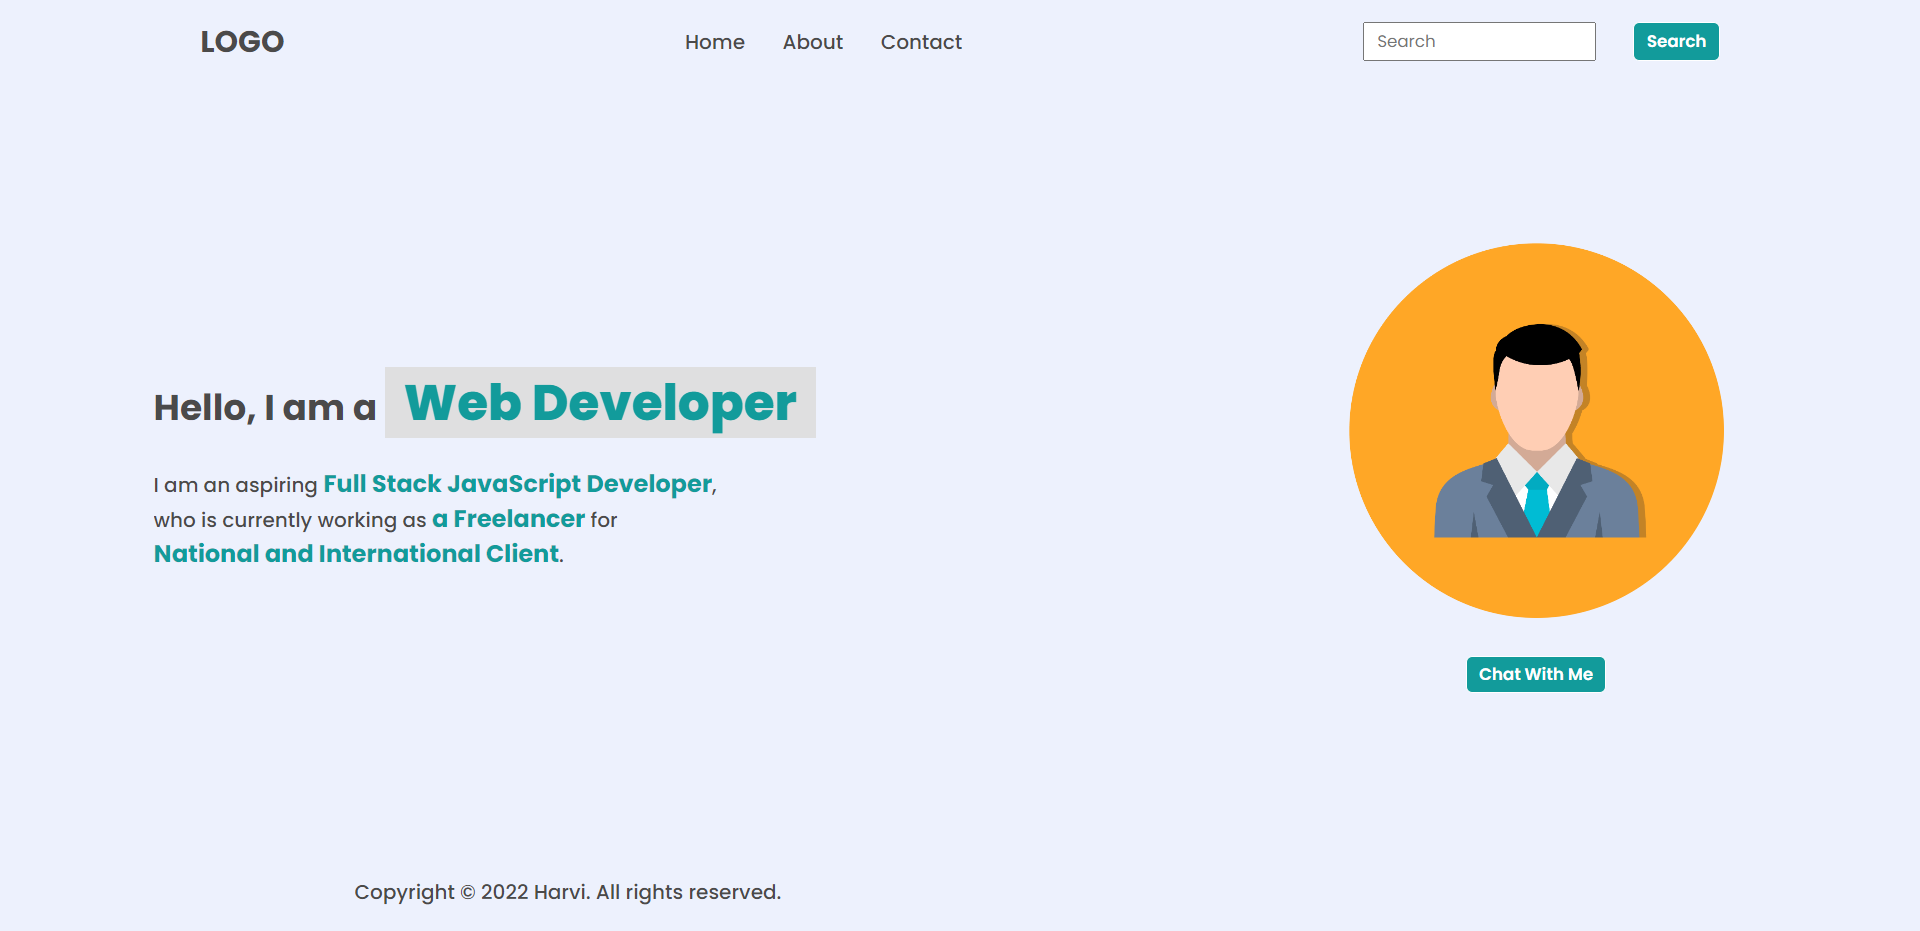 LOGO
Home About Contact
Search Search
Hello, I am a Web Developer
I am an aspiring Full Stack JavaScript Developer,
who is currently working as a Freelancer for
National and International Client.
Chat With Me
Copyright © 2022 Harvi. All rights reserved.